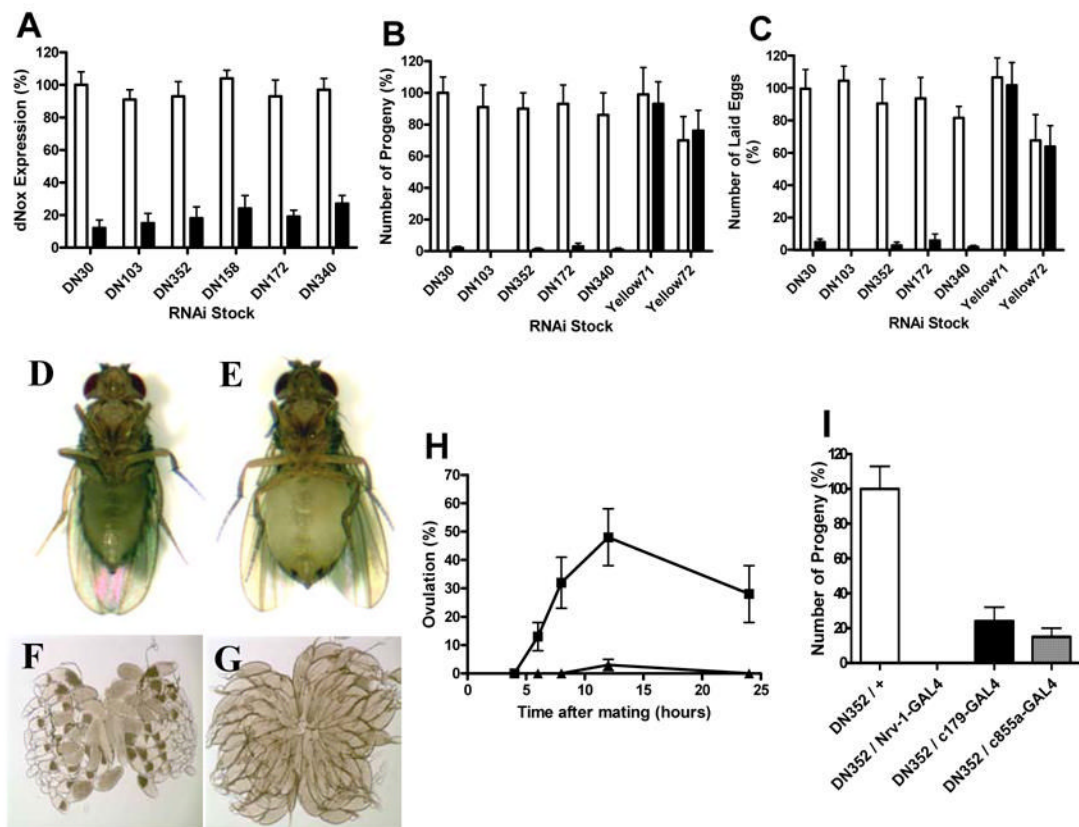 A
dNox Expression (%)
120
100
80
60
40
20
0
DN30
DN103
DN352
DN158
DN172
DN340
RNAi Stock
B
Number of Progeny (%)
120
100
80
60
40
20
0
DN30
DN103
DN352
DN172
DN340
Yellow71
Yellow72
RNAi Stock
C
Number of Laid Eggs
(%)
120
100
80
60
40
20
0
DN30
DN103
DN352
DN172
DN340
Yellow71
Yellow72
RNAi Stock
D
E
F
G
H
Ovulation (%)
70
60
50
40
30
20
10
0
0
5
10
15
20
25
Time after mating (hours)
I
Number of Progeny (%)
120
100
80
60
40
20
0
DN352 / +
DN352 / Nrv-1-GAL4
DN352 / c179-GAL4
DN352 / c855a-GAL4